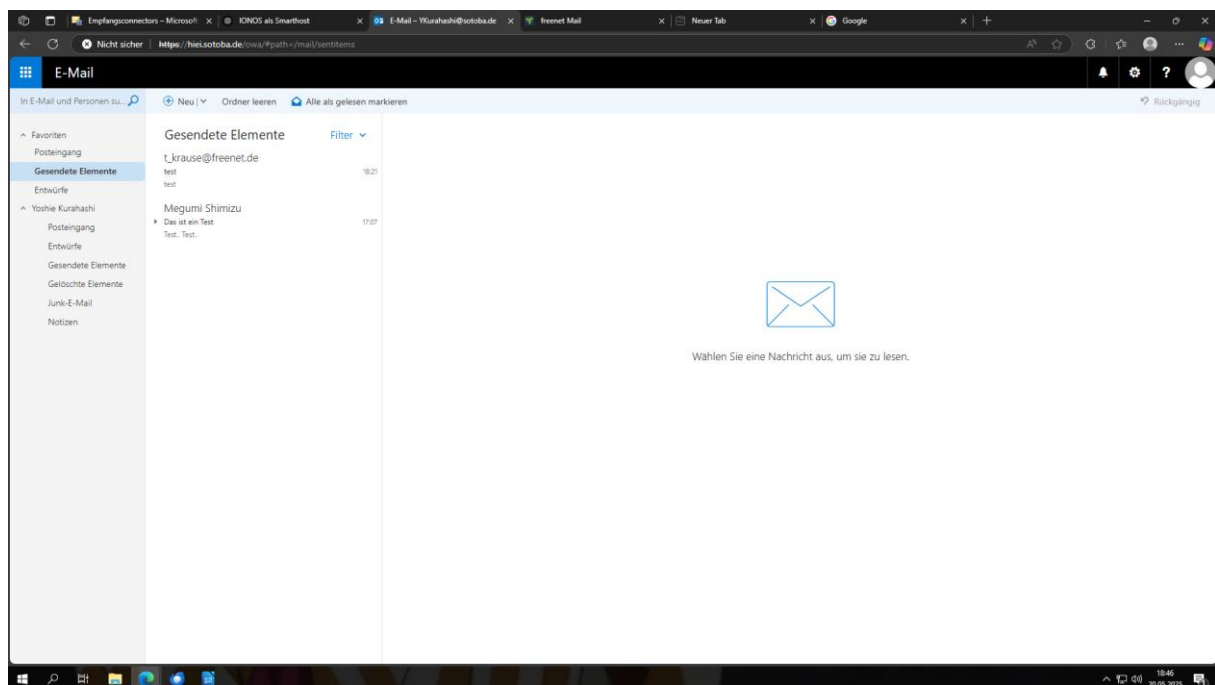 Empfangsconnectors – Microsoft
IONOS als Smarthost
E-Mail – YKurahashi@sotoba.de
freenet Mail
Neuer Tab
Google
Nicht sicher https://hiei.sotoba.de/owa/#path=/mail/sentitems
E-Mail
?
In E-Mail und Personen su...
Neu
Ordner leeren
Alle als gelesen markieren
Rückgängig
Favoriten
Posteingang
Gesendete Elemente
Entwürfe
Yoshie Kurahashi
Posteingang
Entwürfe
Gesendete Elemente
Gelöschte Elemente
Junk-E-Mail
Notizen
Gesendete Elemente
Filter
t_krause@freenet.de
test 18:21
test
Megumi Shimizu
Das ist ein Test 17:07
Test. Test.
Wählen Sie eine Nachricht aus, um sie zu lesen.
18:46
20.05.2025